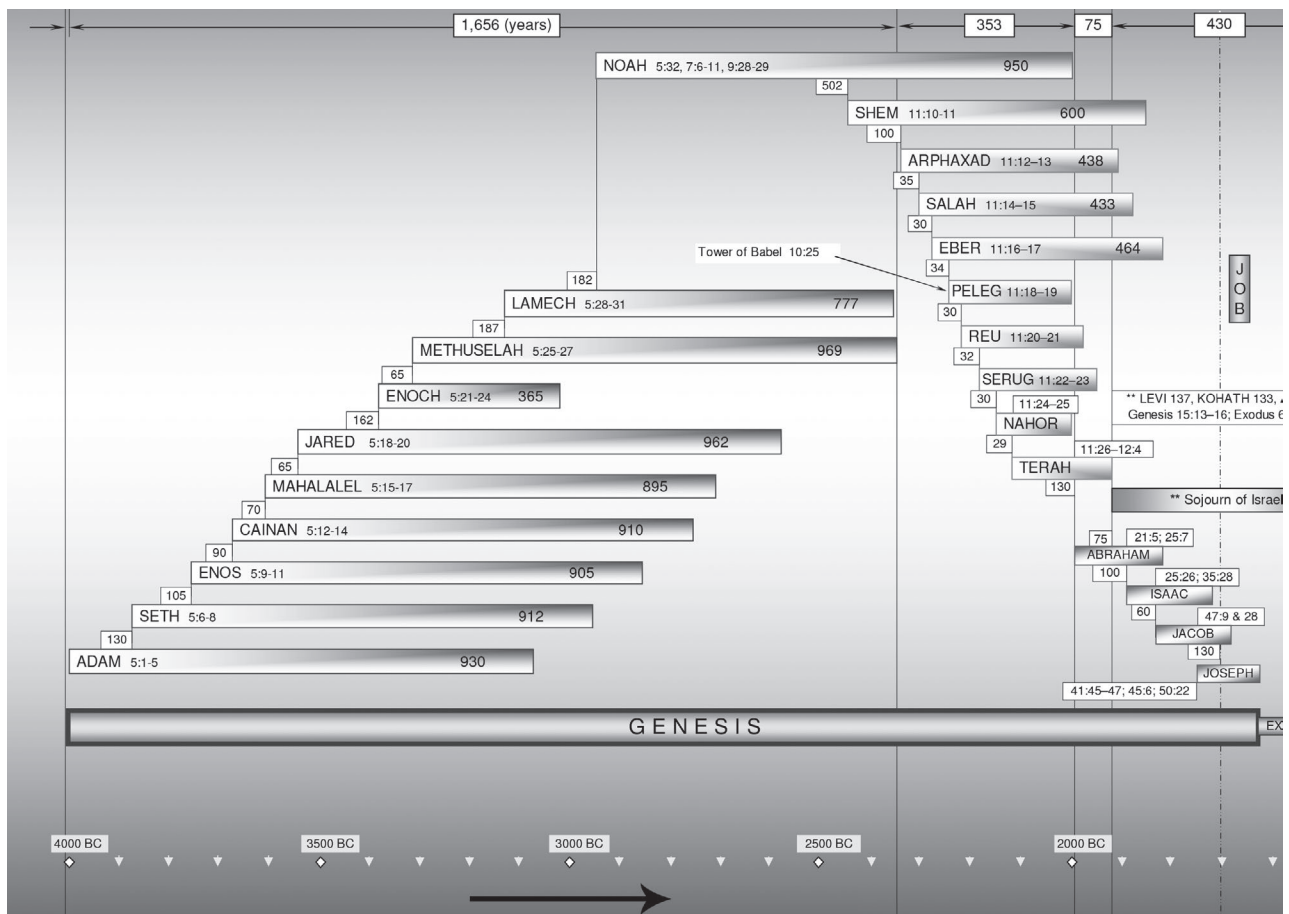 1,656 (years) 353 75 430
NOAH 5:32, 7:6-11, 9:28-29 950
502
SHEM 11:10-11 600
100
ARPHAXAD 11:12–13 438
35
SALAH 11:14–15 433
30
EBER 11:16–17 464
Tower of Babel 10:25
34
PELEG 11:18–19
J
O
B
182
LAMECH 5:28-31 777
30
REU 11:20–21
187
METHUSELAH 5:25-27 969
32
SERUG 11:22–23
65
ENOCH 5:21-24 365
30
11:24–25
NAHOR
** LEVI 137, KOHATH 133,
Genesis 15:13–16; Exodus 6
162
JARED 5:18-20 962
29
11:26–12:4
TERAH
65
MAHALALEL 5:15-17 895
130
** Sojourn of Israel
70
CAINAN 5:12-14 910
75
21:5; 25:7
ABRAHAM
90
ENOS 5:9-11 905
100
25:26; 35:28
ISAAC
105
SETH 5:6-8 912
60
47:9 & 28
JACOB
130
ADAM 5:1-5 930
130
JOSEPH
41:45–47; 45:6; 50:22
GENESIS
EX
4000 BC 3500 BC 3000 BC 2500 BC 2000 BC